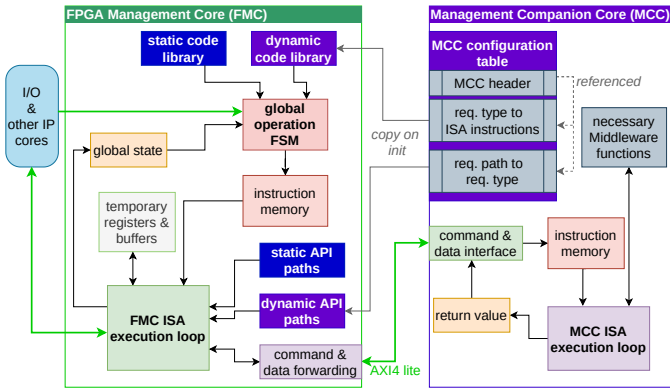 FPGA Management Core (FMC)
static code
library
dynamic
code library
I/O
&
other IP
cores
global
operation
FSM
global state
instruction
memory
temporary
registers &
buffers
static API
paths
dynamic API
paths
FMC ISA
execution loop
command &
data forwarding
AXI4 lite
copy on
init
Management Companion Core (MCC)
MCC configuration
table
MCC header
req. type to
ISA instructions
req. path to
req. type
referenced
necessary
Middleware
functions
command &
data interface
instruction
memory
return value
MCC ISA
execution loop